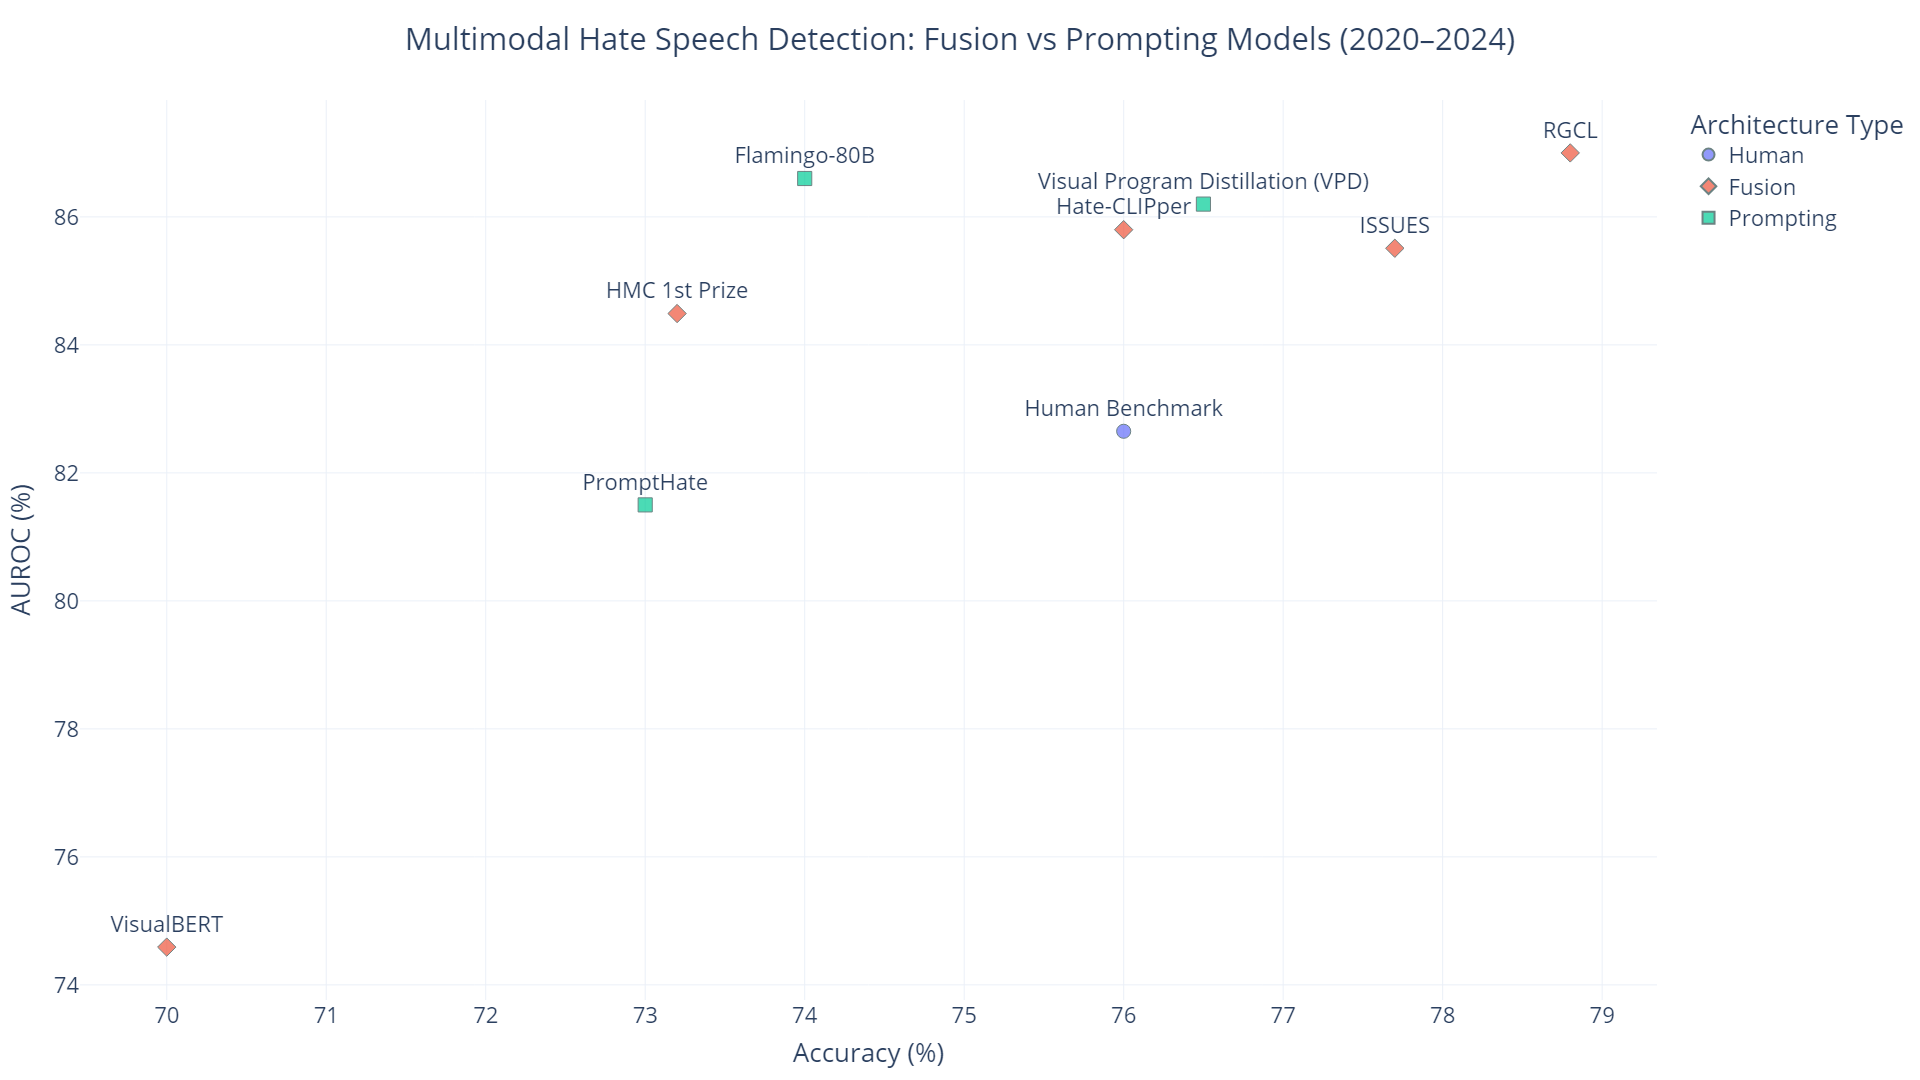 Multimodal Hate Speech Detection: Fusion vs Prompting Models (2020–2024)
RGCL
Flamingo-80B
Visual Program Distillation (VPD)
Hate-CLIPper
ISSUES
HMC 1st Prize
Human Benchmark
PromptHate
VisualBERT
Architecture Type
Human
Fusion
Prompting
AUROC (%)
86
84
82
80
78
76
74
70 71 72 73 74 75 76 77 78 79
Accuracy (%)